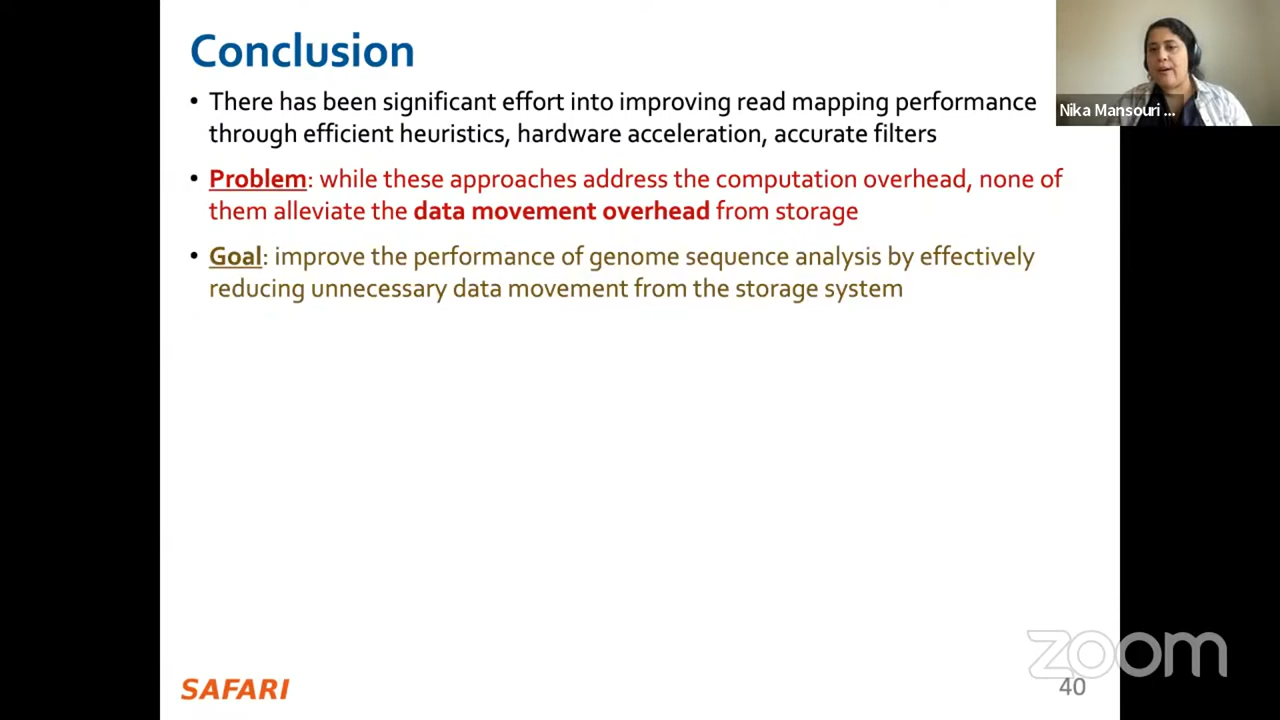 Conclusion
• There has been significant effort into improving read mapping performance
through efficient heuristics, hardware acceleration, accurate filters
• Problem: while these approaches address the computation overhead, none of
them alleviate the data movement overhead from storage
• Goal: improve the performance of genome sequence analysis by effectively
reducing unnecessary data movement from the storage system
Nika Mansouri ...
zoom
SAFARI
40